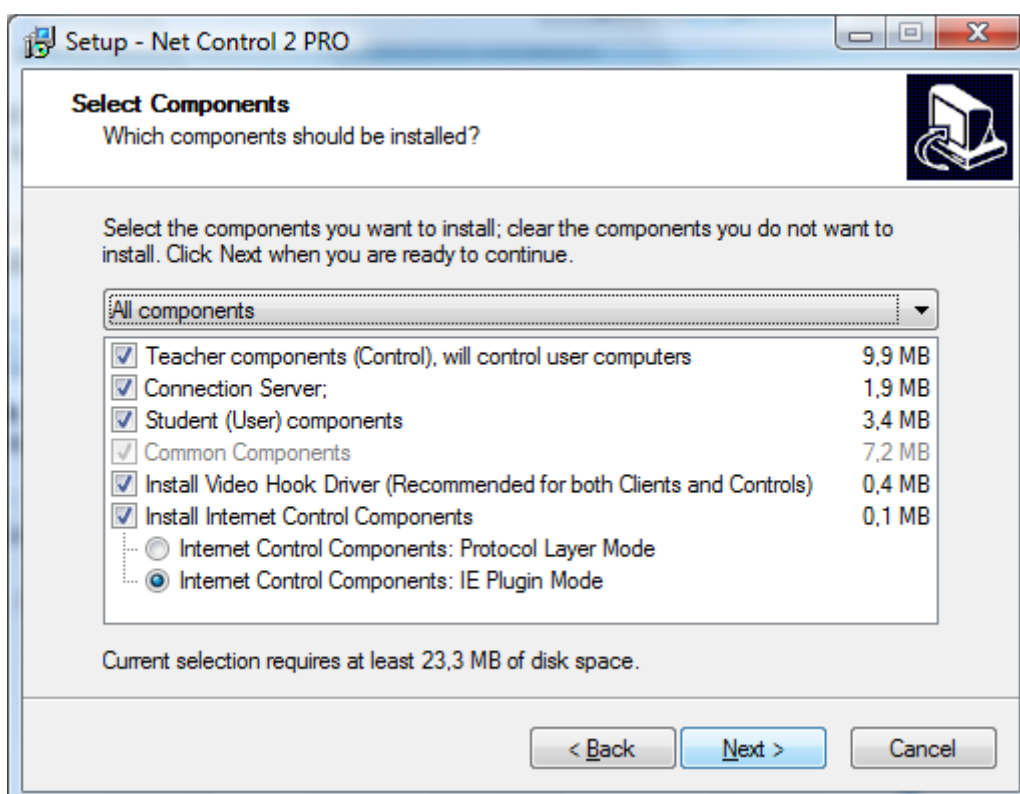 Setup - Net Control 2 PRO
Select Components
Which components should be installed?
Select the components you want to install; clear the components you do not want to
install. Click Next when you are ready to continue.
All components
Teacher components (Control), will control user computers 9,9 MB
Connection Server; 1,9 MB
Student (User) components 3,4 MB
Common Components 7,2 MB
Install Video Hook Driver (Recommended for both Clients and Controls) 0,4 MB
Install Internet Control Components 0,1 MB
Internet Control Components: Protocol Layer Mode
Internet Control Components: IE Plugin Mode
Current selection requires at least 23,3 MB of disk space.
< Back Next > Cancel